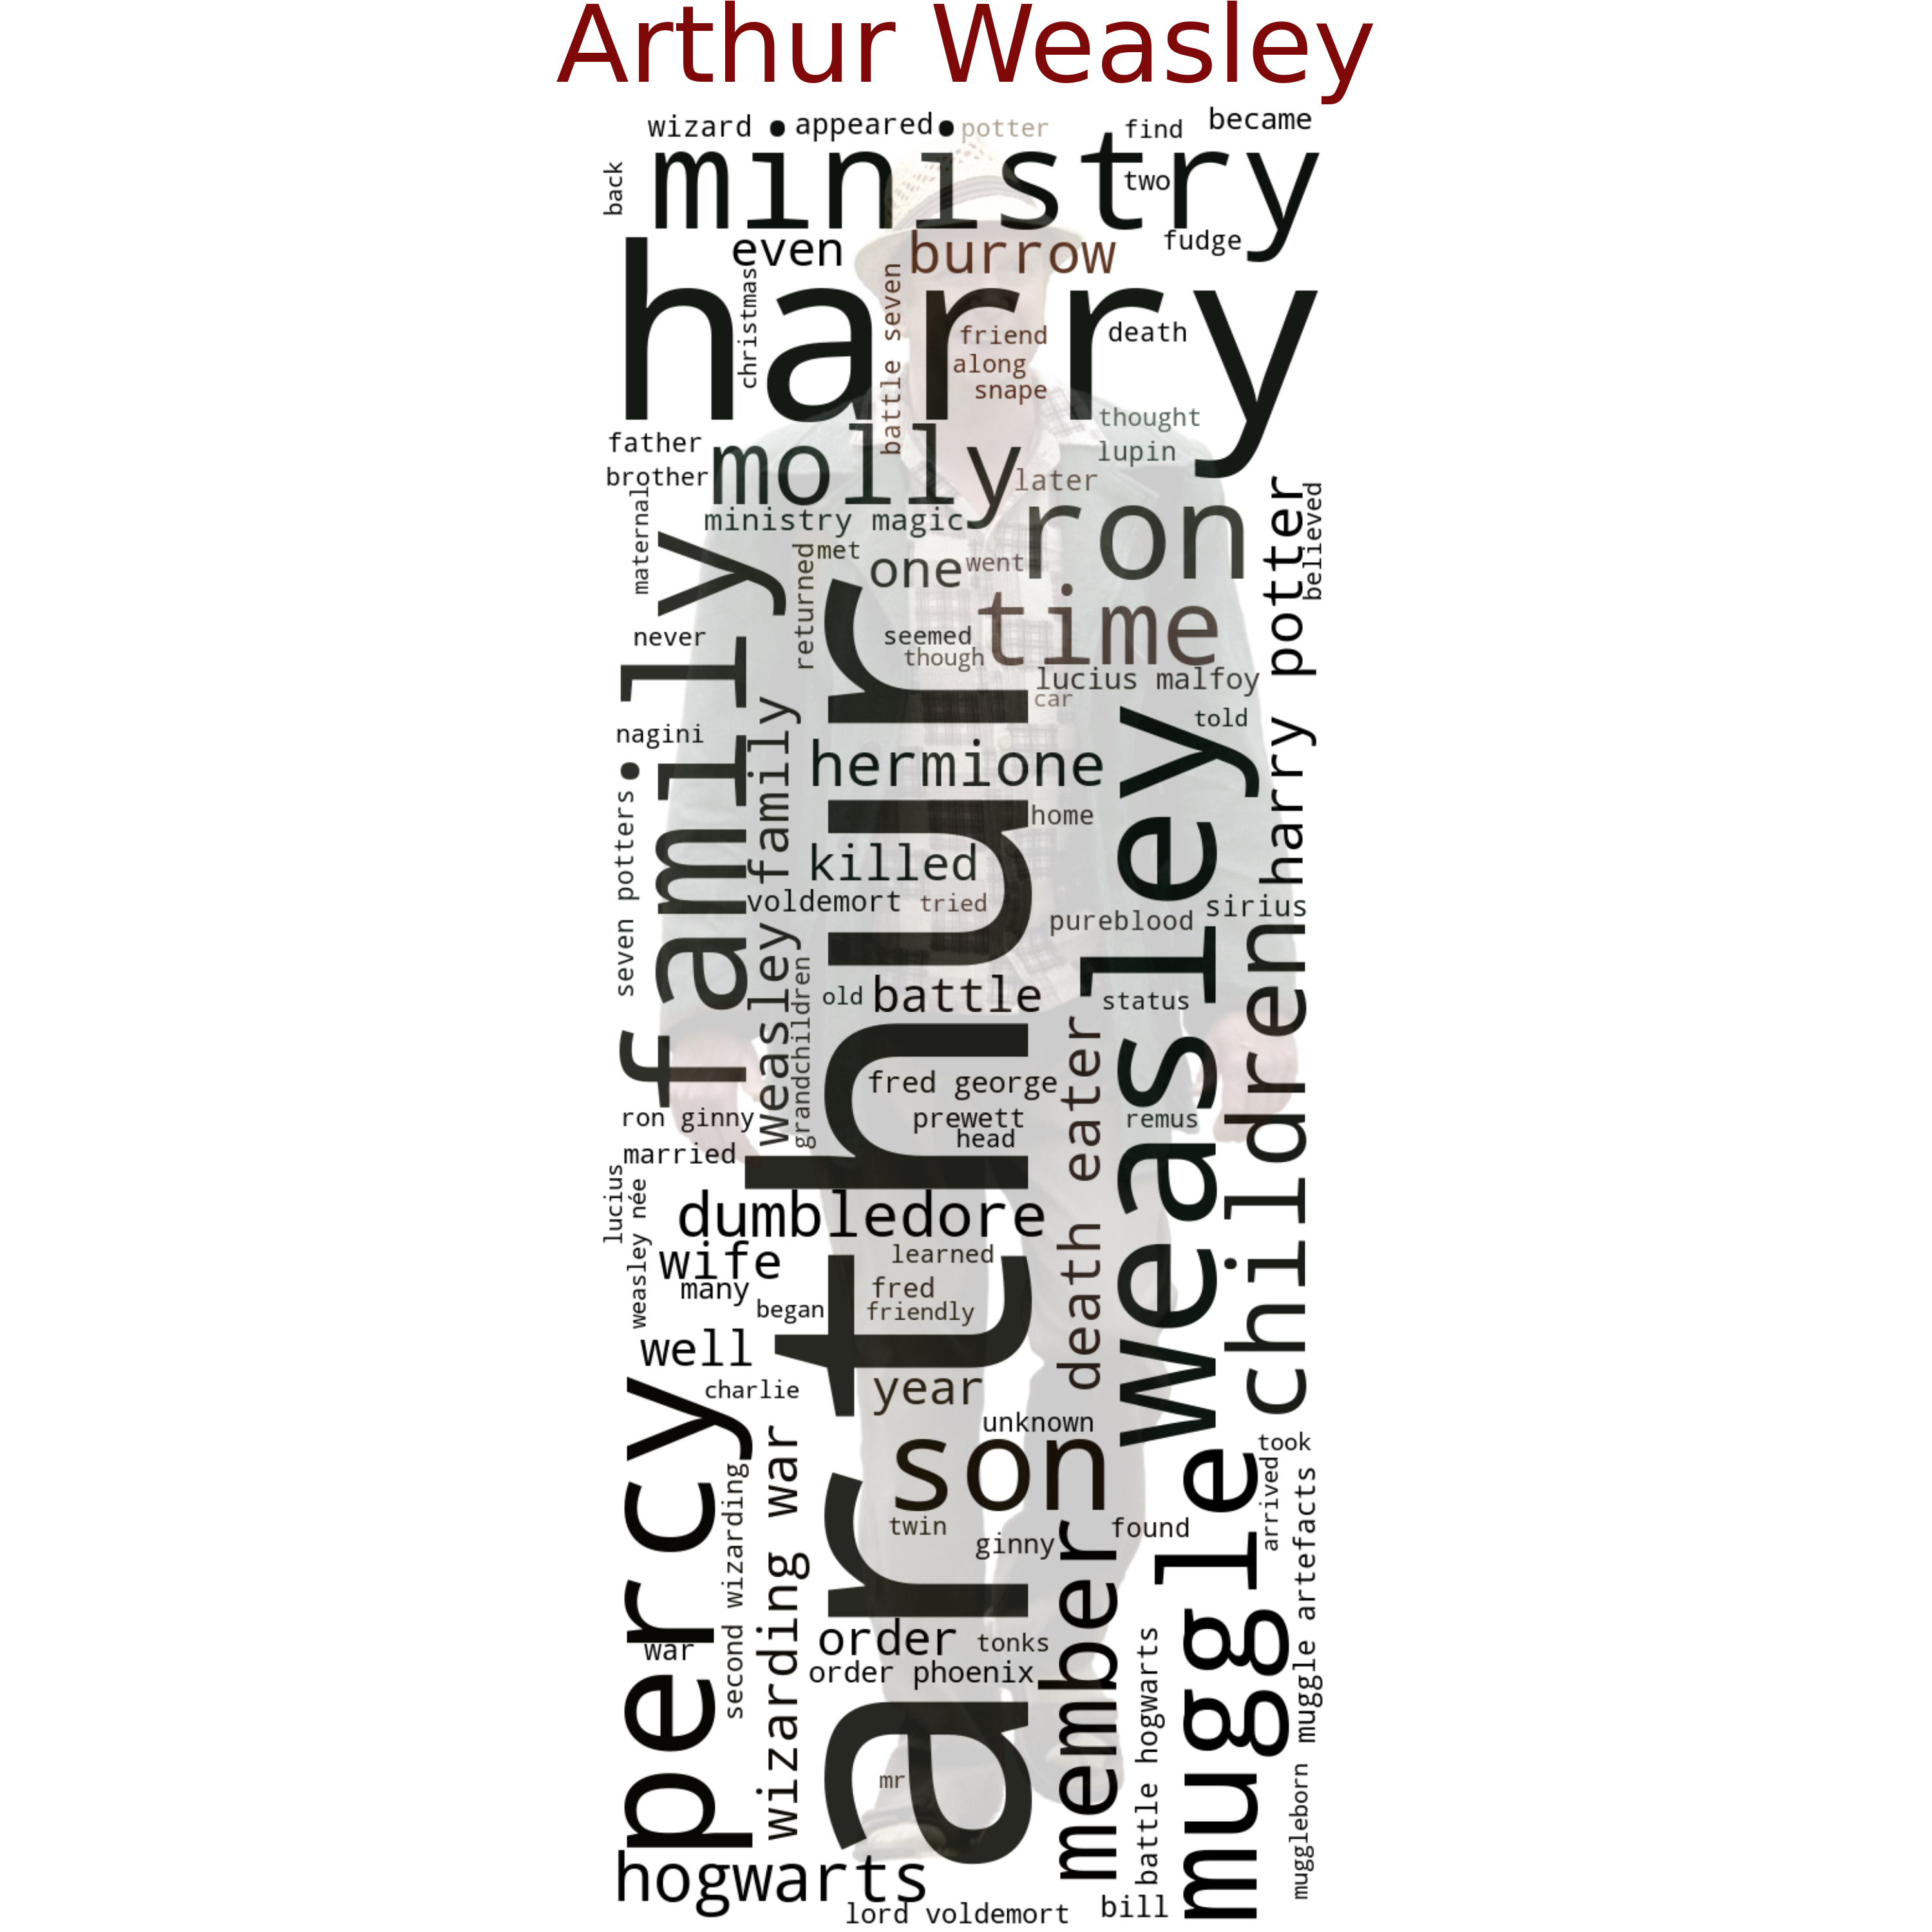 Arthur Weasley
wizard
appeared
potter
find
became
back
ministry
two
fudge
even
burrow
harry
christmas
battle seven
friend
along
snape
death
thought
lupin
father
brother
molly
later
ministry magic
ron
maternal
believed
harry potter
met
one
went
returned
time
never
seemed
though
lucius malfoy
car
told
family
nagini
arthur
hermione
weasley
weasley family
home
seven potters
killed
voldemort
tried
pureblood
sirius
children
old
battle
status
grandchildren
death eater
fred george
ron ginny
prewett
head
remus
married
lucius
weasley née
dumbledore
wife
learned
many
fred
began
friendly
well
charlie
year
percy
unknown
son
took
second wizarding
wizarding war
arrived
muggle artefacts
twin
ginny
found
member
muggle
war
order
tonks
order phoenix
battle hogwarts
mr
muggleborn
hogwarts
lord voldemort
bill